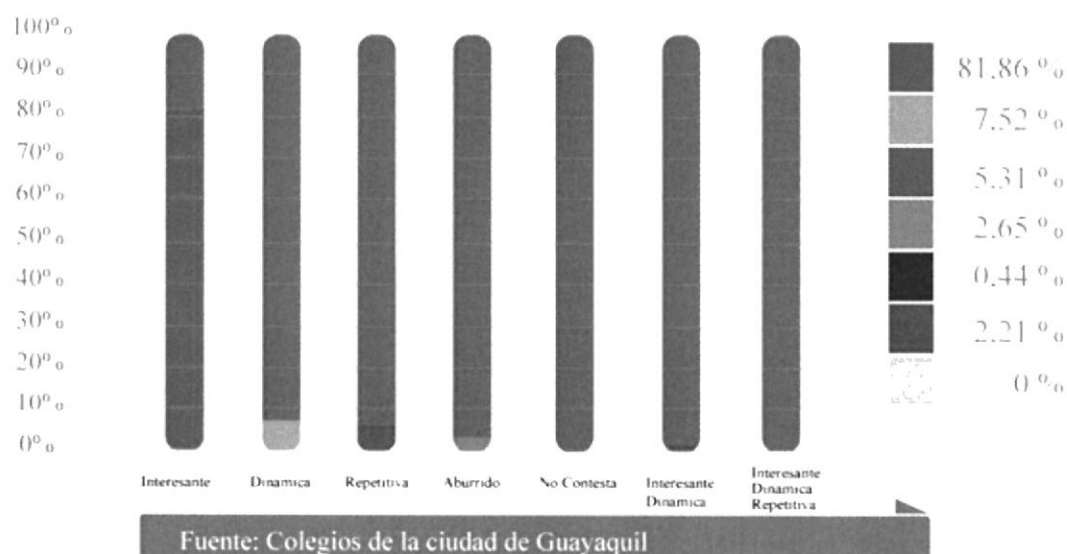 100%
90%
80%
70%
60%
50%
40%
30%
20%
10%
0%
81.86 %
7.52 %
5.31 %
2.65 %
0.44 %
2.21 %
0 %
Interesante
Dinamica
Repetitiva
Aburrido
No Contesta
Interesante
Dinamica
Interesante
Dinamica
Repetitiva
Fuente: Colegios de la ciudad de Guayaquil